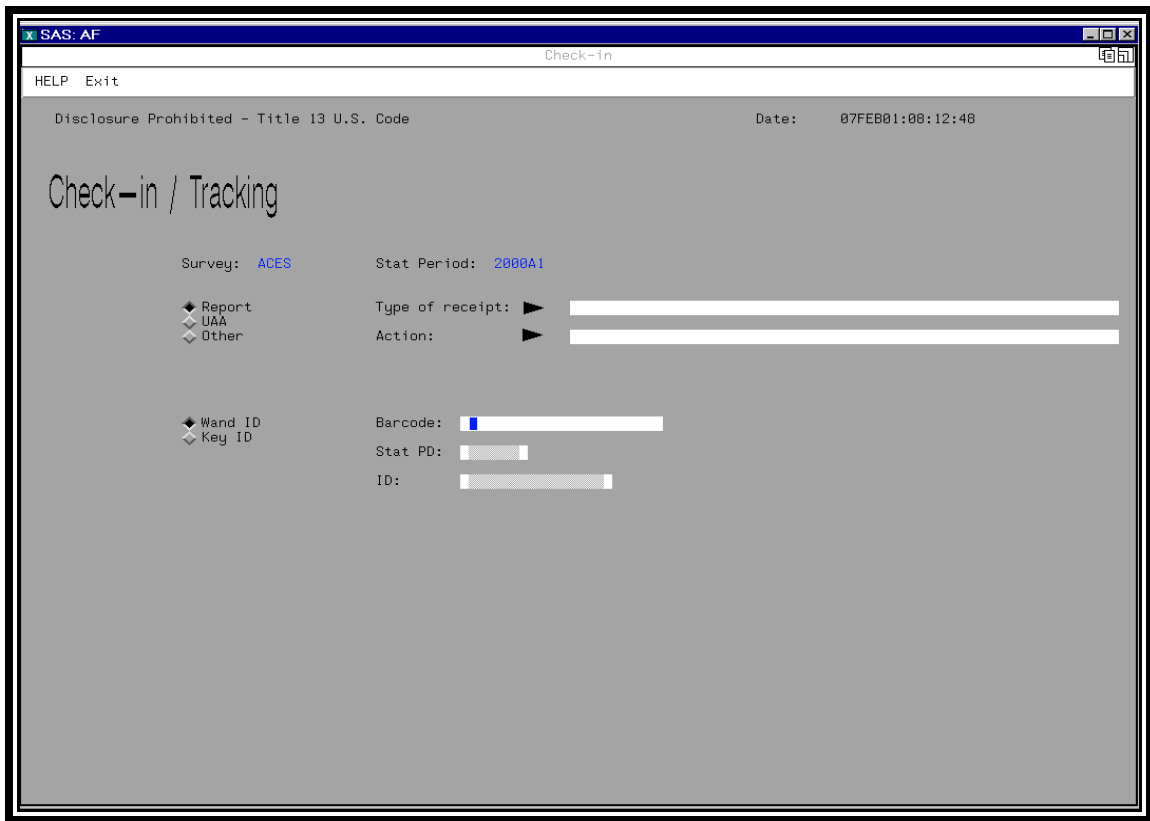 X SAS: AF
Check-in
HELP Exit
Disclosure Prohibited - Title 13 U.S. Code Date: 07FEB01:08:12:48
Check-in / Tracking
Survey: ACES Stat Period: 2000A1
Report Type of receipt:
UAA
Other Action:
Wand ID Barcode:
Key ID
Stat PD:
ID: